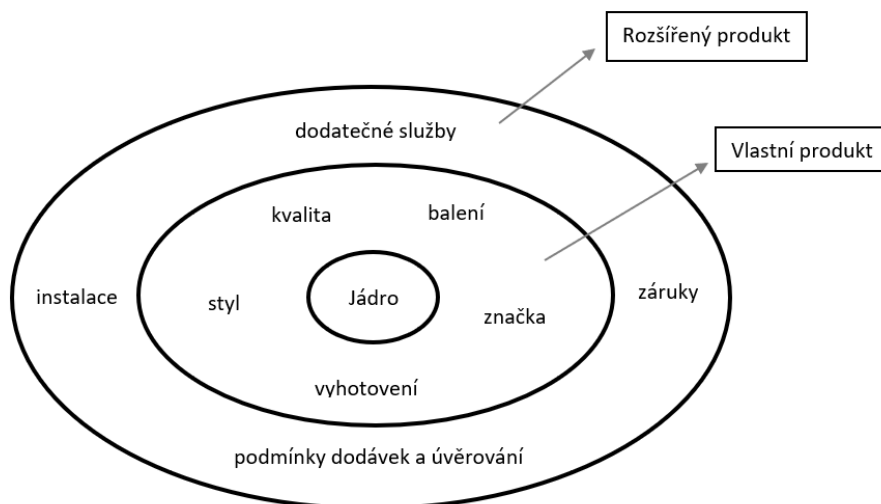 Rozšířený produkt
dodatečné služby
Vlastní produkt
kvalita
balení
instalace
styl
Jádro
značka
záruky
vyhotovení
podmínky dodávek a úvěrování